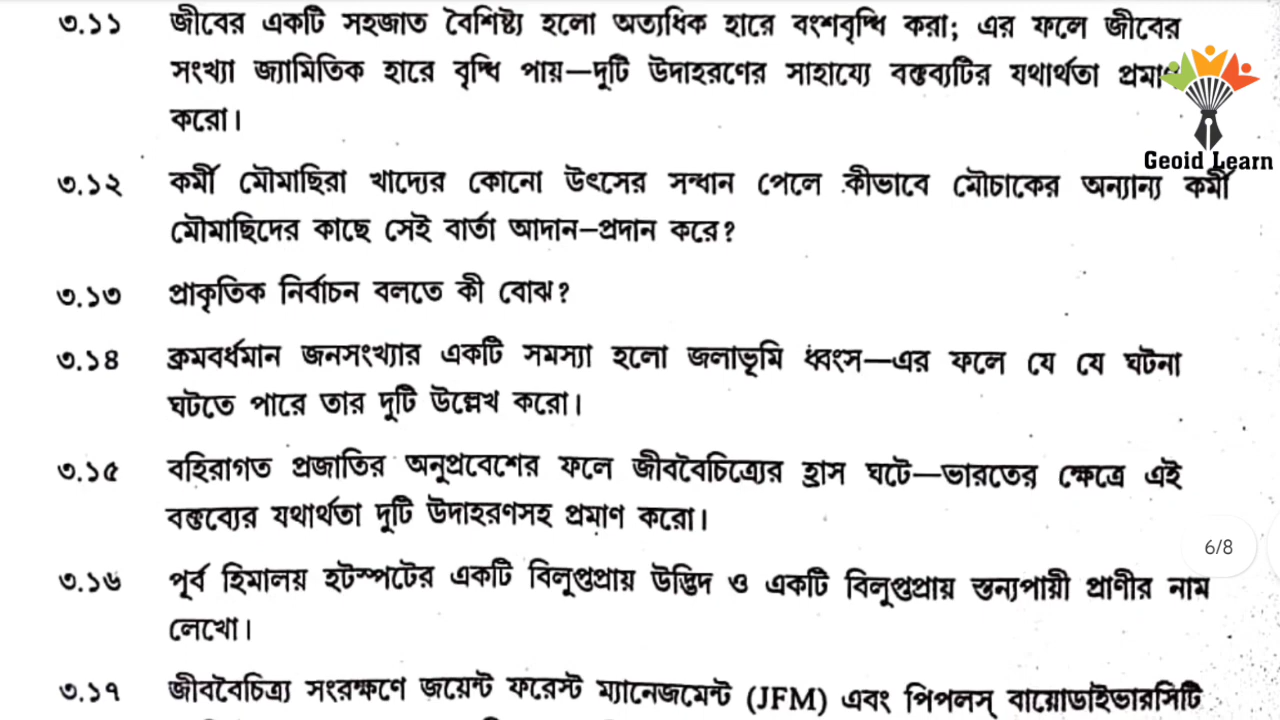 ৩.১১ জীবের একটি সহজাত বৈশিষ্ট্য হলো অত্যধিক হারে বংশবৃদ্ধি করা; এর ফলে জীবের
সংখ্যা জ্যামিতিক হারে বৃদ্ধি পায়—দুটি উদাহরণের সাহায্যে বক্তব্যটির যথার্থতা প্রমাণ
করো।
Geoid Learn
৩.১২ কর্মী মৌমাছিরা খাদ্যের কোনো উৎসের সন্ধান পেলে কীভাবে মৌচাকের অন্যান্য কর্মী
মৌমাছিদের কাছে সেই বার্তা আদান-প্রদান করে?
৩.১৩ প্রাকৃতিক নির্বাচন বলতে কী বোঝ?
৩.১৪ ক্রমবর্ধমান জনসংখ্যার একটি সমস্যা হলো জলাভূমি ধ্বংস—এর ফলে যে যে ঘটনা
ঘটতে পারে তার দুটি উল্লেখ করো।
৩.১৫ বহিরাগত প্রজাতির অনুপ্রবেশের ফলে জীববৈচিত্র্যের হ্রাস ঘটে—ভারতের ক্ষেত্রে এই
বক্তব্যের যথার্থতা দুটি উদাহরণসহ প্রমাণ করো।
6/8
৩.১৬ পূর্ব হিমালয় হটস্পটের একটি বিলুপ্তপ্রায় উদ্ভিদ ও একটি বিলুপ্তপ্রায় স্তন্যপায়ী প্রাণীর নাম
লেখো।
৩.১৭ জীববৈচিত্র্য সংরক্ষণে জয়েন্ট ফরেস্ট ম্যানেজমেন্ট (JFM) এবং পিপলস্ বায়োডাইভারসিটি